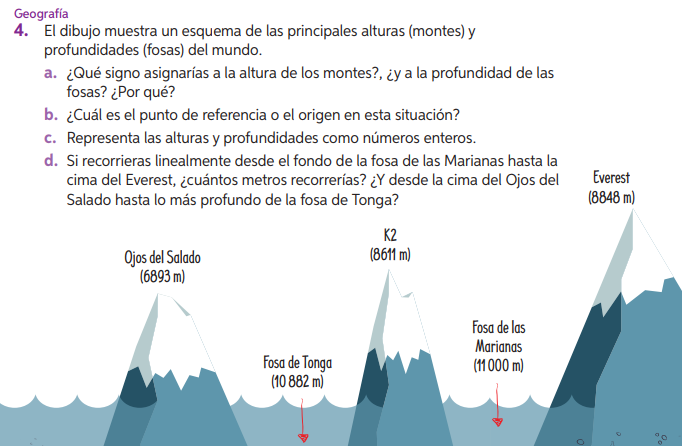 Geografía
4. El dibujo muestra un esquema de las principales alturas (montes) y
profundidades (fosas) del mundo.
a. ¿Qué signo asignarías a la altura de los montes?, ¿y a la profundidad de las
fosas? ¿Por qué?
b. ¿Cuál es el punto de referencia o el origen en esta situación?
c. Representa las alturas y profundidades como números enteros.
d. Si recorrieras linealmente desde el fondo de la fosa de las Marianas hasta la
cima del Everest, ¿cuántos metros recorrerías? ¿Y desde la cima del Ojos del
Salado hasta lo más profundo de la fosa de Tonga?
Everest
(8848 m)
K2
(8611 m)
Ojos del Salado
(6893 m)
Fosa de las
Marianas
(11 000 m)
Fosa de Tonga
(10 882 m)